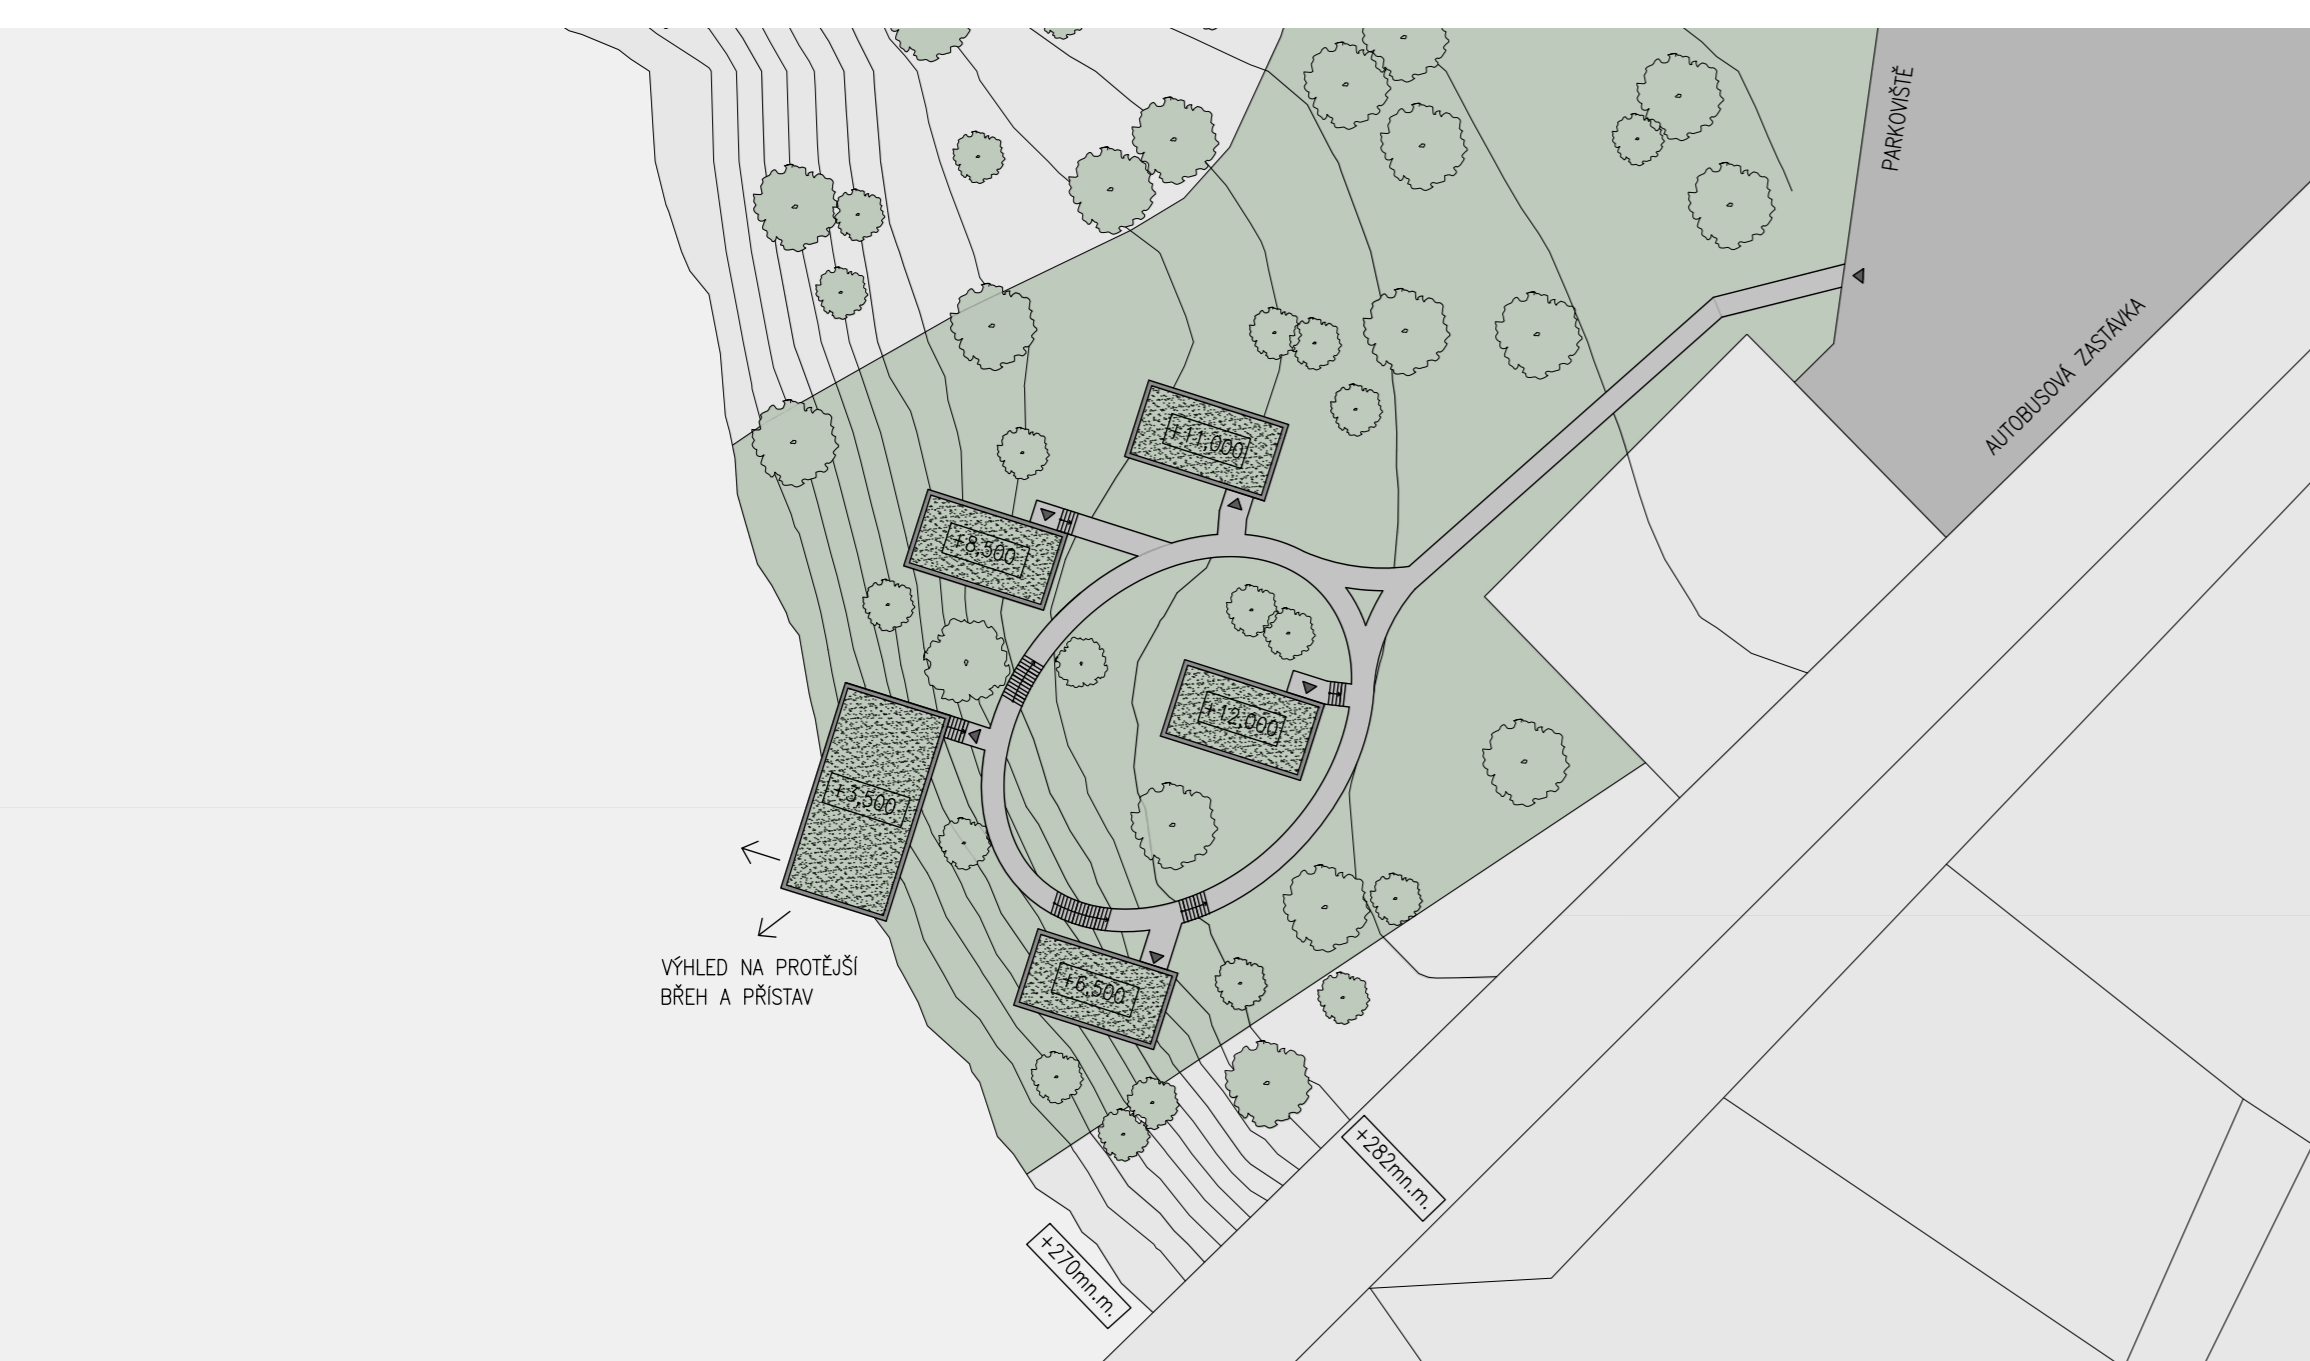 PARKOVIŠTĚ
AUTOBUSOVÁ ZASTÁVKA
+11,000
+8,500
+12,000
+3,500
+6,500
VÝHLED NA PROTĚJŠÍ
BŘEH A PŘÍSTAV
+282mn.m.
+270mn.m.